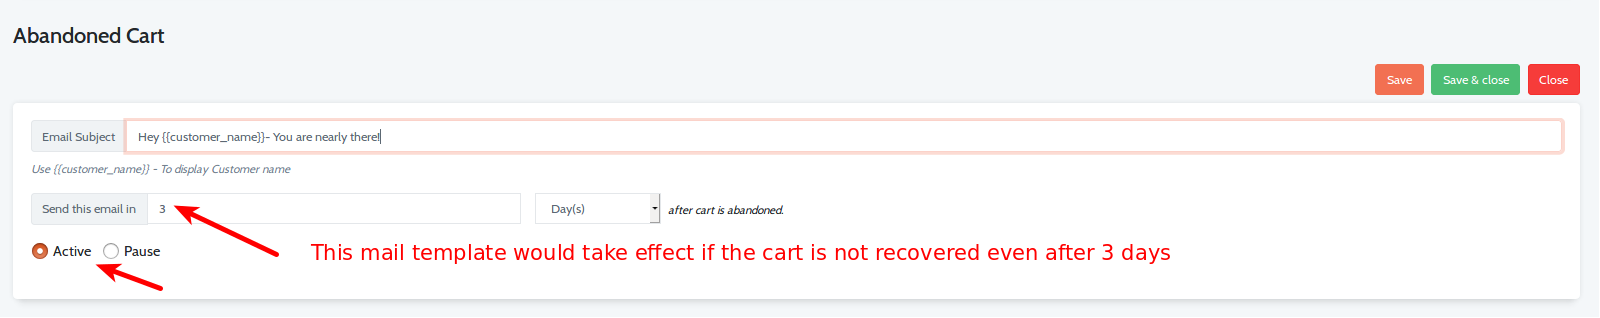 Abandoned Cart
Save Save & close Close
Email Subject Hey {{customer_name}}- You are nearly there!
Use {{customer_name}} - To display Customer name
Send this email in 3 Day(s) after cart is abandoned.
Active Pause This mail template would take effect if the cart is not recovered even after 3 days